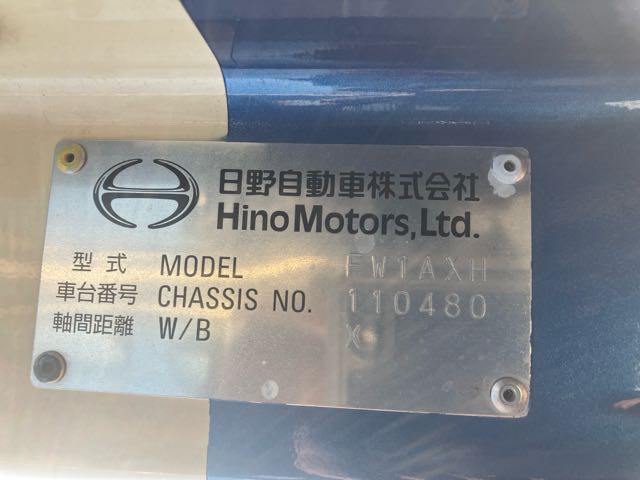 日野自動車株式会社
Hino Motors, Ltd.
型式 MODEL FW1AXH
車台番号 CHASSIS NO. 110480
軸間距離 W/B X